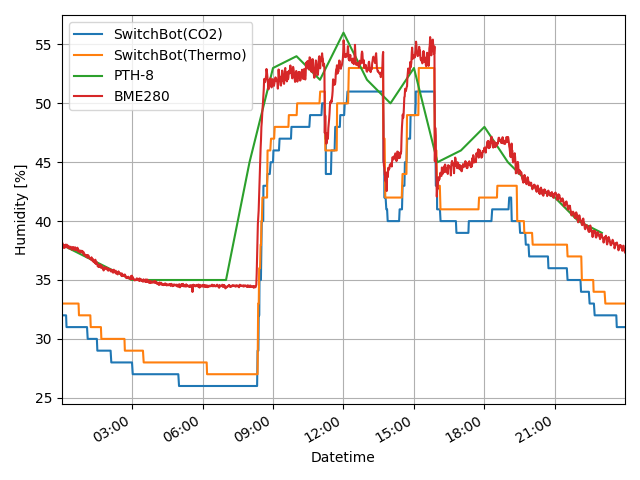 SwitchBot(CO2)
SwitchBot(Thermo)
PTH-8
BME280
55
50
45
40
35
30
25
Humidity [%]
03:00 06:00 09:00 12:00 15:00 18:00 21:00
Datetime